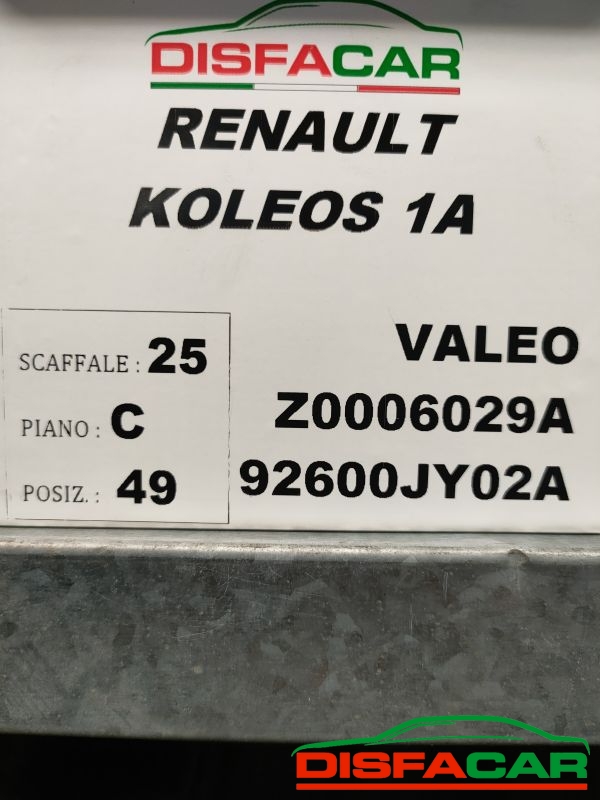 DISFACAR
RENAULT
KOLEOS 1A
SCAFFALE : 25
PIANO : C
POSIZ. : 49
VALEO
Z0006029A
92600JY02A
DISFACAR